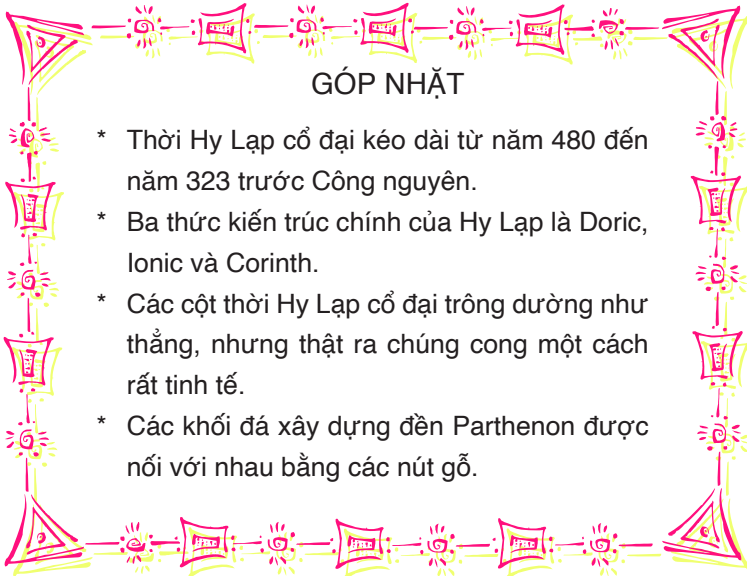 GÓP NHẶT
* Thời Hy Lạp cổ đại kéo dài từ năm 480 đến
năm 323 trước Công nguyên.
* Ba thức kiến trúc chính của Hy Lạp là Doric,
Ionic và Corinth.
* Các cột thời Hy Lạp cổ đại trông dường như
thẳng, nhưng thật ra chúng cong một cách
rất tinh tế.
* Các khối đá xây dựng đền Parthenon được
nối với nhau bằng các nút gỗ.